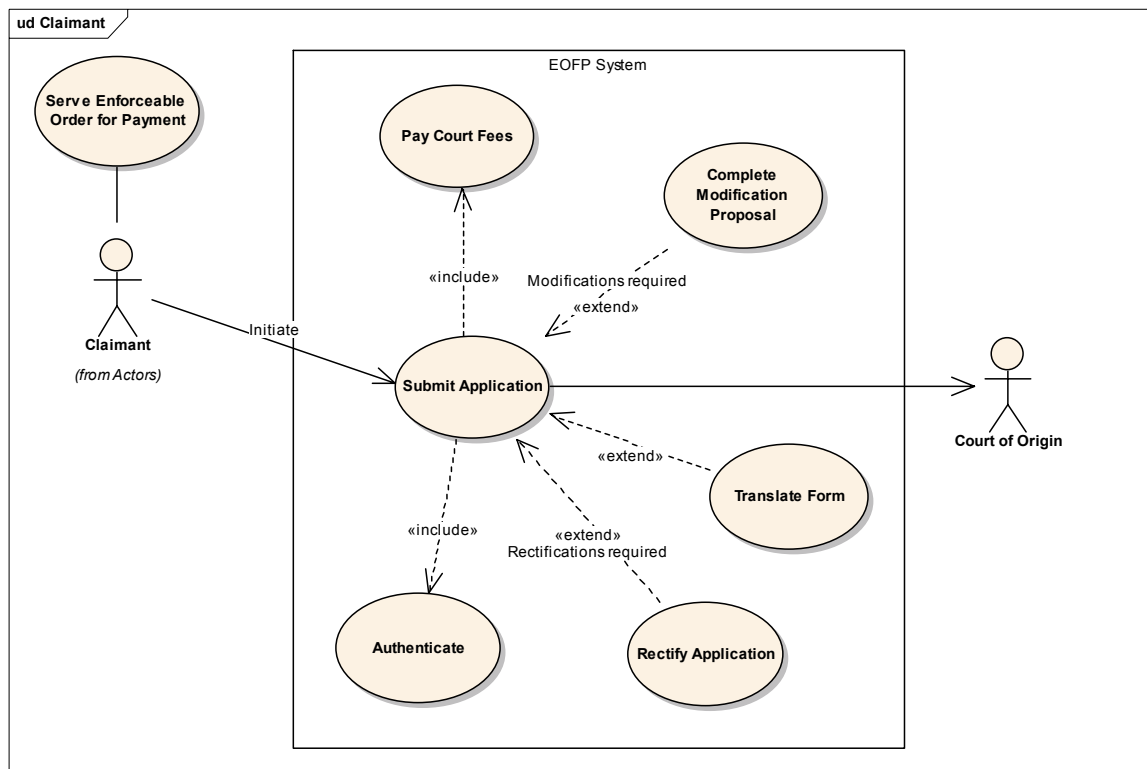 ud Claimant
EOFP System
Serve Enforceable
Order for Payment
Pay Court Fees
Complete
Modification
Proposal
«include»
Modifications required
«extend»
Initiate
Claimant
(from Actors)
Submit Application
Court of Origin
«extend»
Translate Form
«include»
«extend»
Rectifications required
Authenticate
Rectify Application